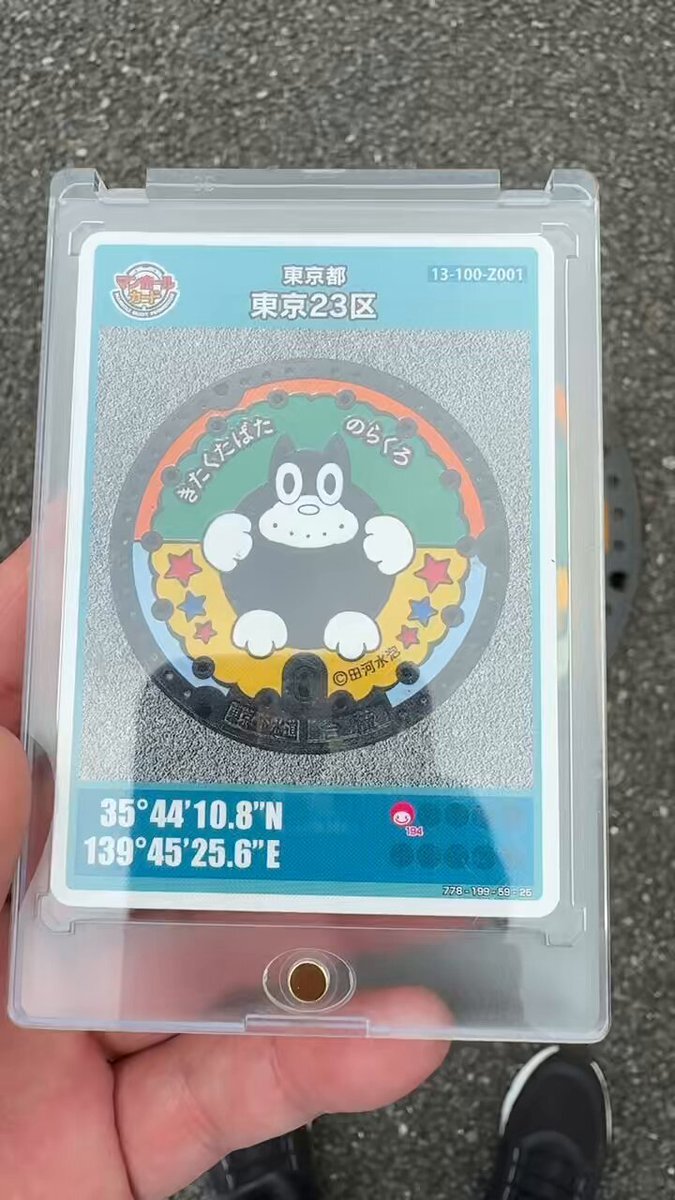 マンホール
カード
東京都
13-100-Z001
東京23区
きたくたばた
のらくろ
©田河水泡
35°44'10.8"N
139°45'25.6"E
194
778-199-59-26